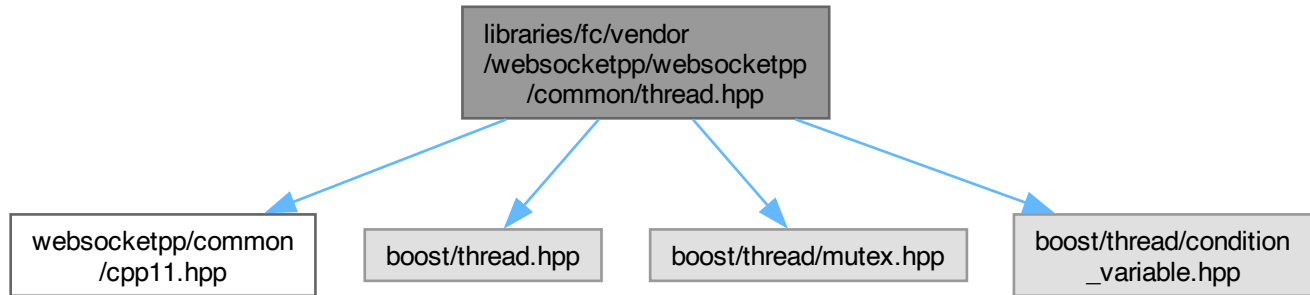 libraries/fc/vendor
/websocketpp/websocketpp
/common/thread.hpp
websocketpp/common
/cpp11.hpp
boost/thread.hpp
boost/thread/mutex.hpp
boost/thread/condition
_variable.hpp